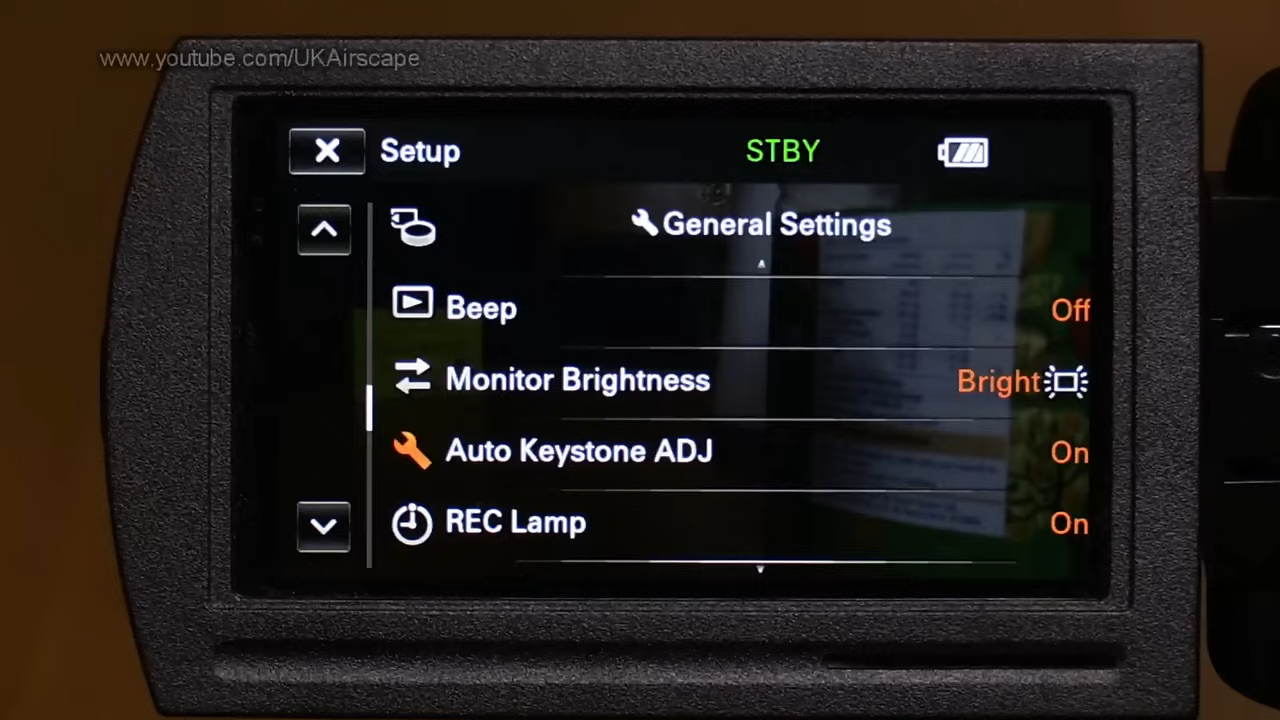 www.youtube.com/UKAirscape
Setup
STBY
General Settings
Beep
Off
Monitor Brightness
Bright
Auto Keystone ADJ
On
REC Lamp
On